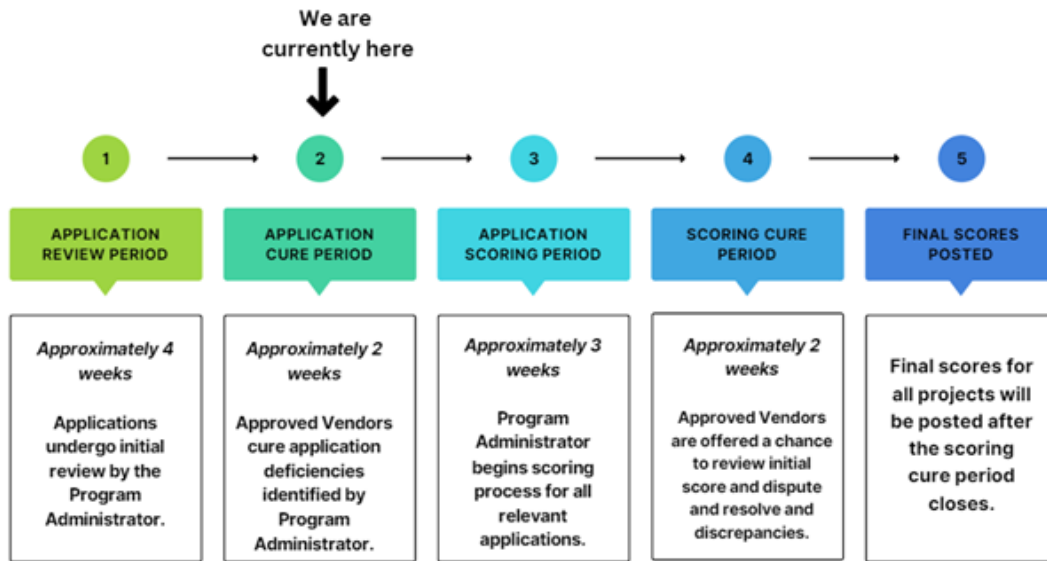 We are
currently here
1
2
3
4
5
APPLICATION
REVIEW PERIOD
APPLICATION
CURE PERIOD
APPLICATION
SCORING PERIOD
SCORING CURE
PERIOD
FINAL SCORES
POSTED
Approximately 4
weeks
Applications
undergo initial
review by the
Program
Administrator.
Approximately 2
weeks
Approved Vendors
cure application
deficiencies
identified by
Program
Administrator.
Approximately 3
weeks
Program
Administrator
begins scoring
process for all
relevant
applications.
Approximately 2
weeks
Approved Vendors
are offered a chance
to review initial
score and dispute
and resolve and
discrepancies.
Final scores for
all projects will
be posted after
the scoring
cure period
closes.